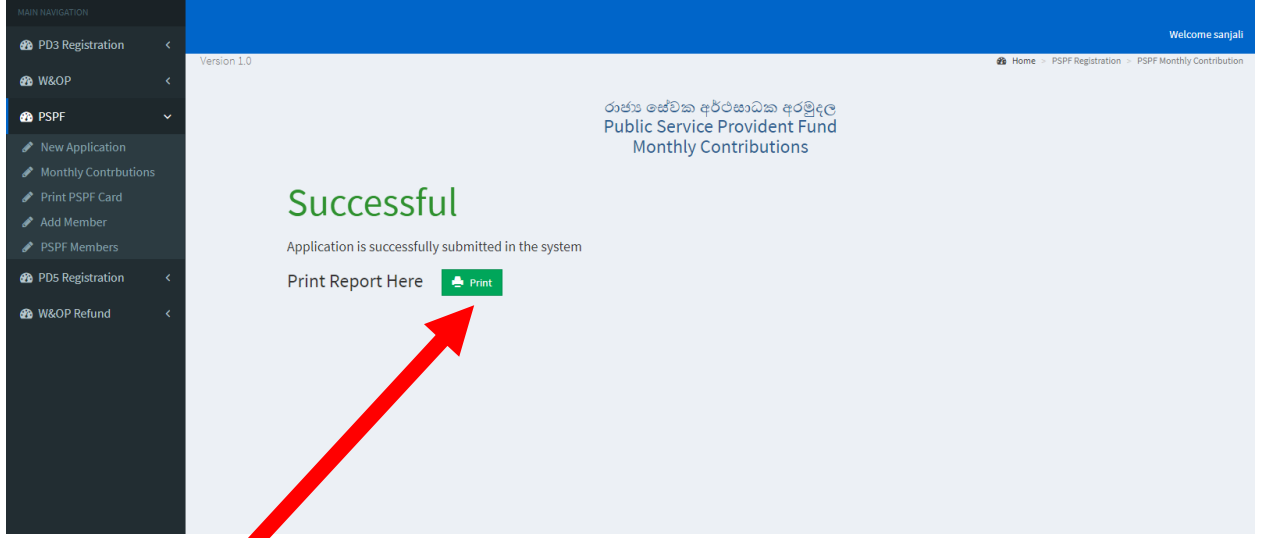 MAIN NAVIGATION
PD3 Registration
W&OP
PSPF
New Application
Monthly Contrbutions
Print PSPF Card
Add Member
PSPF Members
PD5 Registration
W&OP Refund
Welcome sanjali
Version 1.0
Home > PSPF Registration > PSPF Monthly Contribution
රාජ්‍ය සේවක අර්ථසාධක අරමුදල
Public Service Provident Fund
Monthly Contributions
Successful
Application is successfully submitted in the system
Print Report Here Print